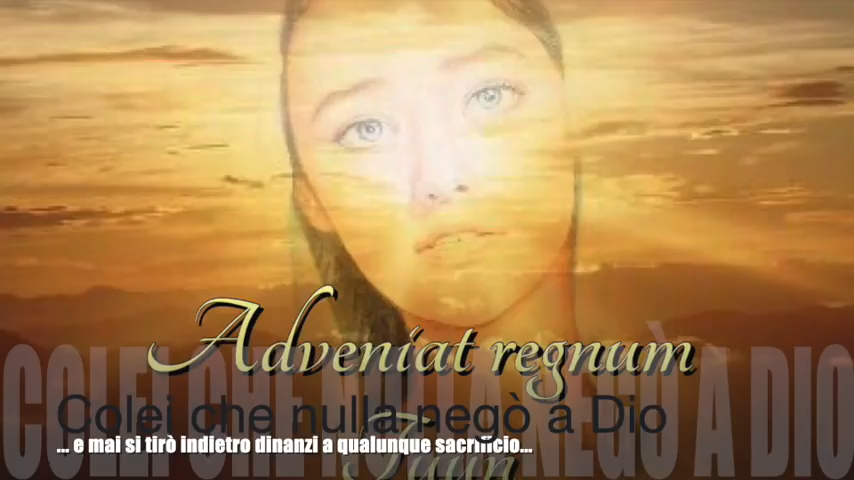 Adveniat regnum
COLEI CHE NULLA NEGÒ A DIO
Colei che nulla negò a Dio
... e mai si tirò indietro dinanzi a qualunque sacrificio...